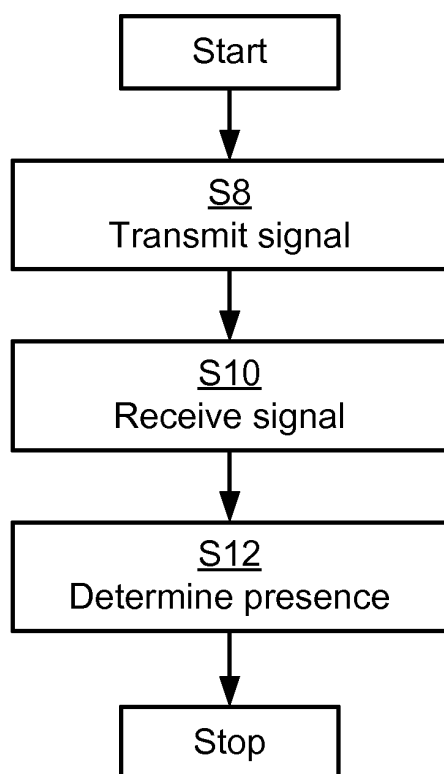 Start
S8
Transmit signal
S10
Receive signal
S12
Determine presence
Stop